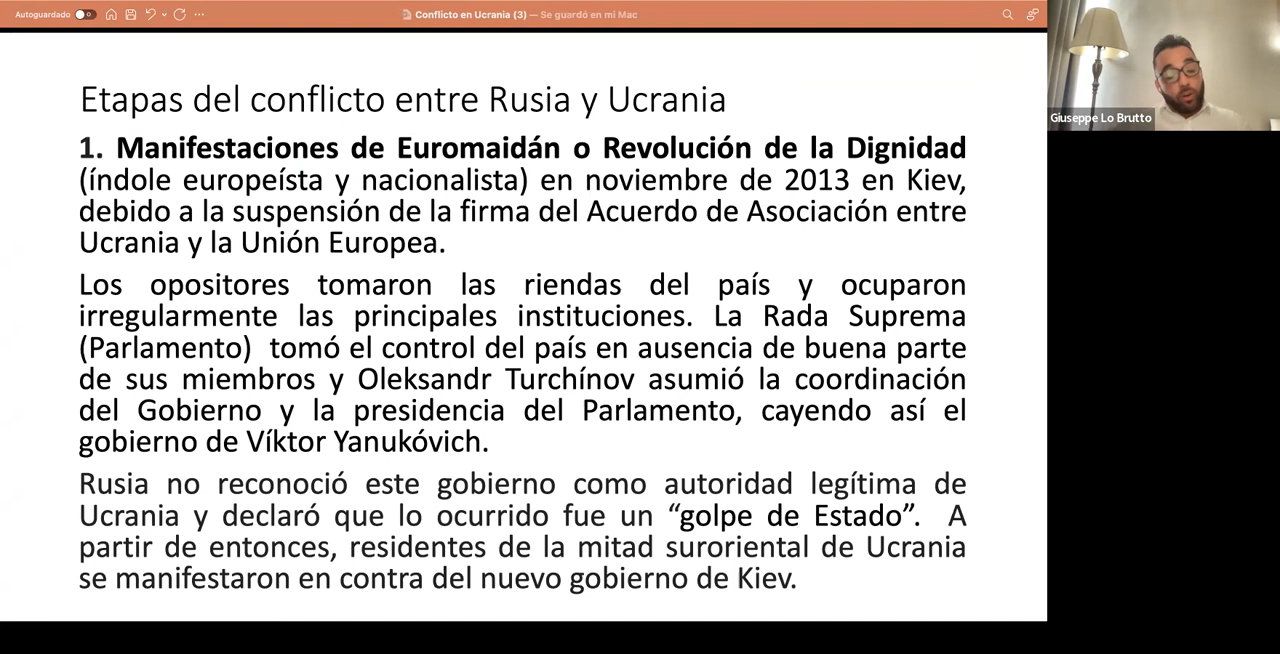 Autoguardado
Conflicto en Ucrania (3) — Se guardó en mi Mac
Giuseppe Lo Brutto
Etapas del conflicto entre Rusia y Ucrania
1. Manifestaciones de Euromaidán o Revolución de la Dignidad
(índole europeísta y nacionalista) en noviembre de 2013 en Kiev,
debido a la suspensión de la firma del Acuerdo de Asociación entre
Ucrania y la Unión Europea.
Los opositores tomaron las riendas del país y ocuparon
irregularmente las principales instituciones. La Rada Suprema
(Parlamento) tomó el control del país en ausencia de buena parte
de sus miembros y Oleksandr Turchínov asumió la coordinación
del Gobierno y la presidencia del Parlamento, cayendo así el
gobierno de Víktor Yanukóvich.
Rusia no reconoció este gobierno como autoridad legítima de
Ucrania y declaró que lo ocurrido fue un “golpe de Estado”. A
partir de entonces, residentes de la mitad suroriental de Ucrania
se manifestaron en contra del nuevo gobierno de Kiev.